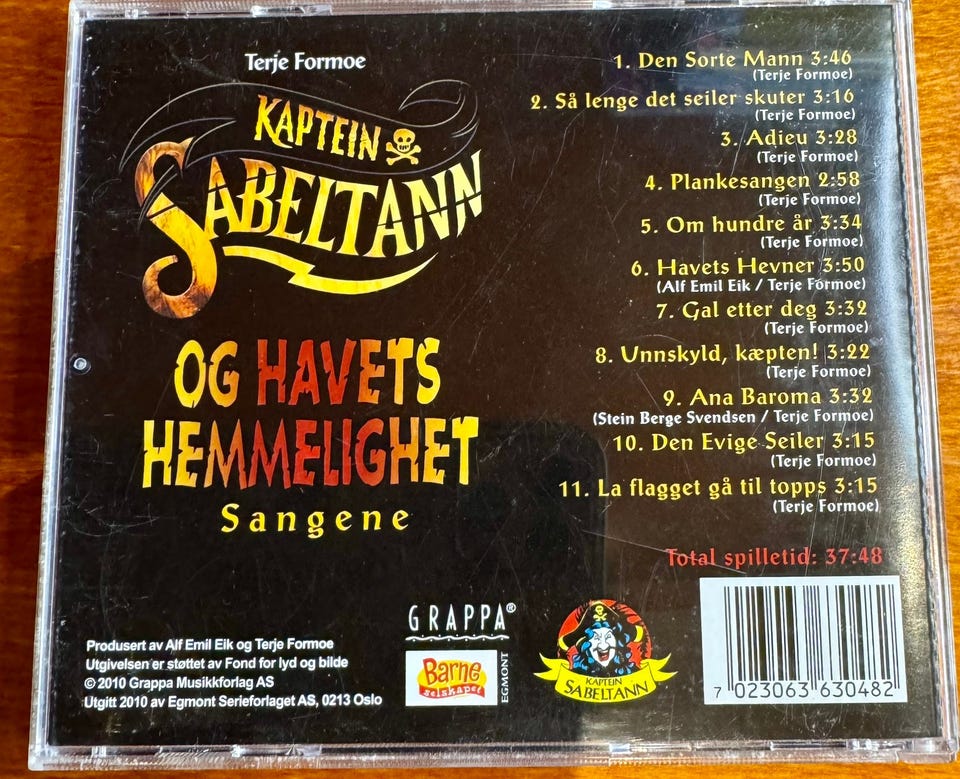 Terje Formoe
KAPTEIN
SABELTANN
OG HAVETS
HEMMELIGHET
Sangene
1. Den Sorte Mann 3:46
(Terje Formoe)
2. Så lenge det seiler skuter 3:16
(Terje Formoe)
3. Adieu 3:28
(Terje Formoe)
4. Plankesangen 2:58
(Terje Formoe)
5. Om hundre år 3:34
(Terje Formoe)
6. Havets Hevner 3:50
(Alf Emil Eik / Terje Formoe)
7. Gal etter deg 3:32
(Terje Formoe)
8. Unnskyld, kæpten! 3:22
(Terje Formoe)
9. Ana Baroma 3:32
(Stein Berge Svendsen / Terje Formoe)
10. Den Evige Seiler 3:15
(Terje Formoe)
11. La flagget gå til topps 3:15
(Terje Formoe)
Total spilletid: 37:48
Produsert av Alf Emil Eik og Terje Formoe
Utgivelsen er støttet av Fond for lyd og bilde
© 2010 Grappa Musikkforlag AS
Utgitt 2010 av Egmont Serieforlaget AS, 0213 Oslo
GRAPPA®
Barne
selskapet
EGMONT
KAPTEIN
SABELTANN
7 023063 630482